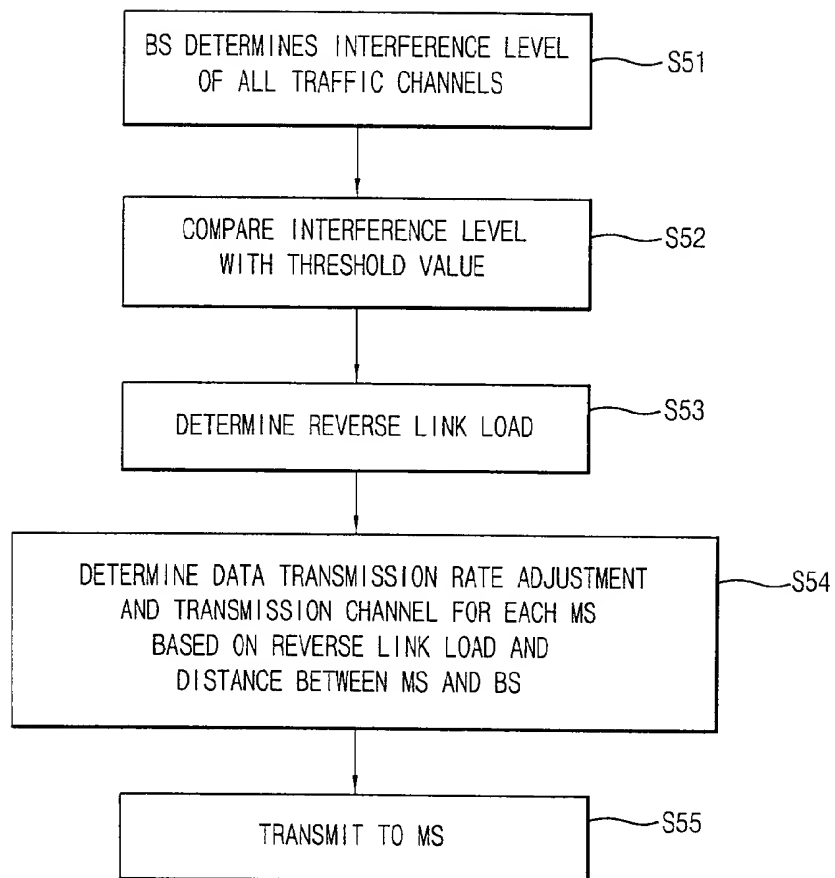 BS DETERMINES INTERFERENCE LEVEL
OF ALL TRAFFIC CHANNELS
S51
COMPARE INTERFERENCE LEVEL
WITH THRESHOLD VALUE
S52
DETERMINE REVERSE LINK LOAD
S53
DETERMINE DATA TRANSMISSION RATE ADJUSTMENT
AND TRANSMISSION CHANNEL FOR EACH MS
BASED ON REVERSE LINK LOAD AND
DISTANCE BETWEEN MS AND BS
S54
TRANSMIT TO MS
S55